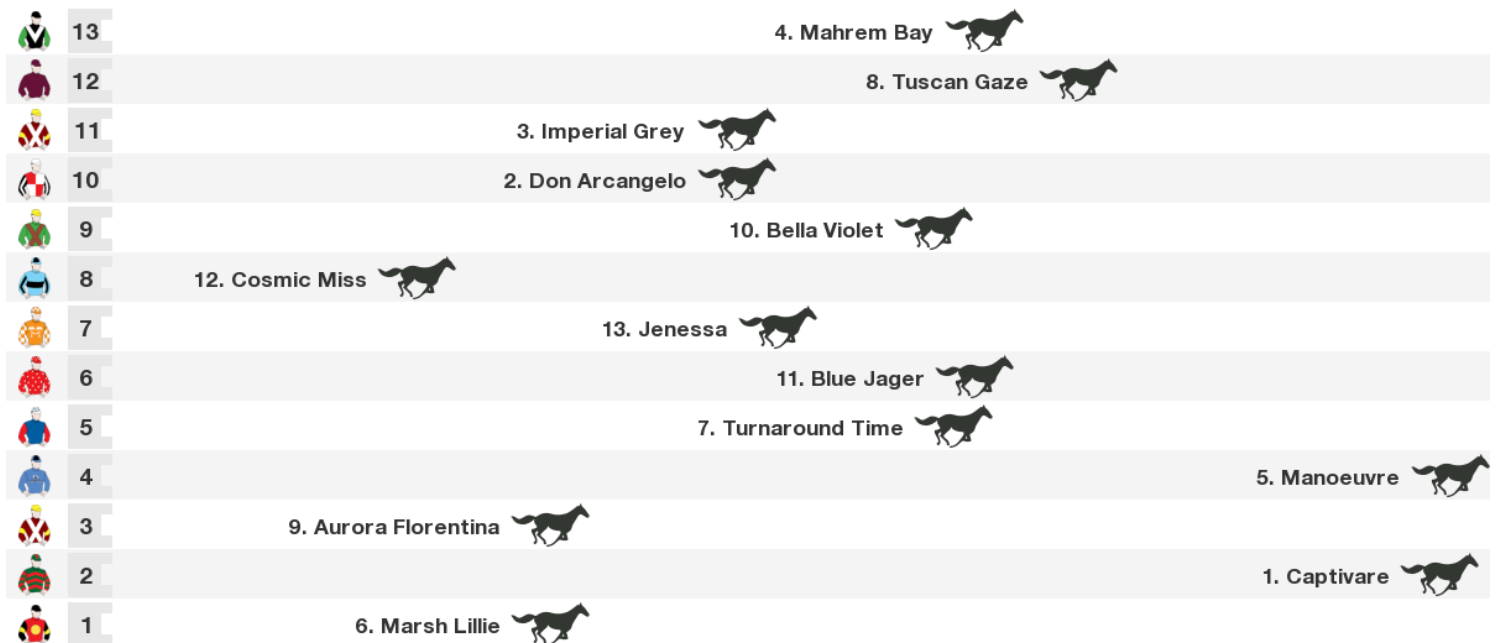 13 4. Mahrem Bay
12 8. Tuscan Gaze
11 3. Imperial Grey
10 2. Don Arcangelo
9 10. Bella Violet
8 12. Cosmic Miss
7 13. Jenessa
6 11. Blue Jager
5 7. Turnaround Time
4 5. Manoeuvre
3 9. Aurora Florentina
2 1. Captivare
1 6. Marsh Lillie